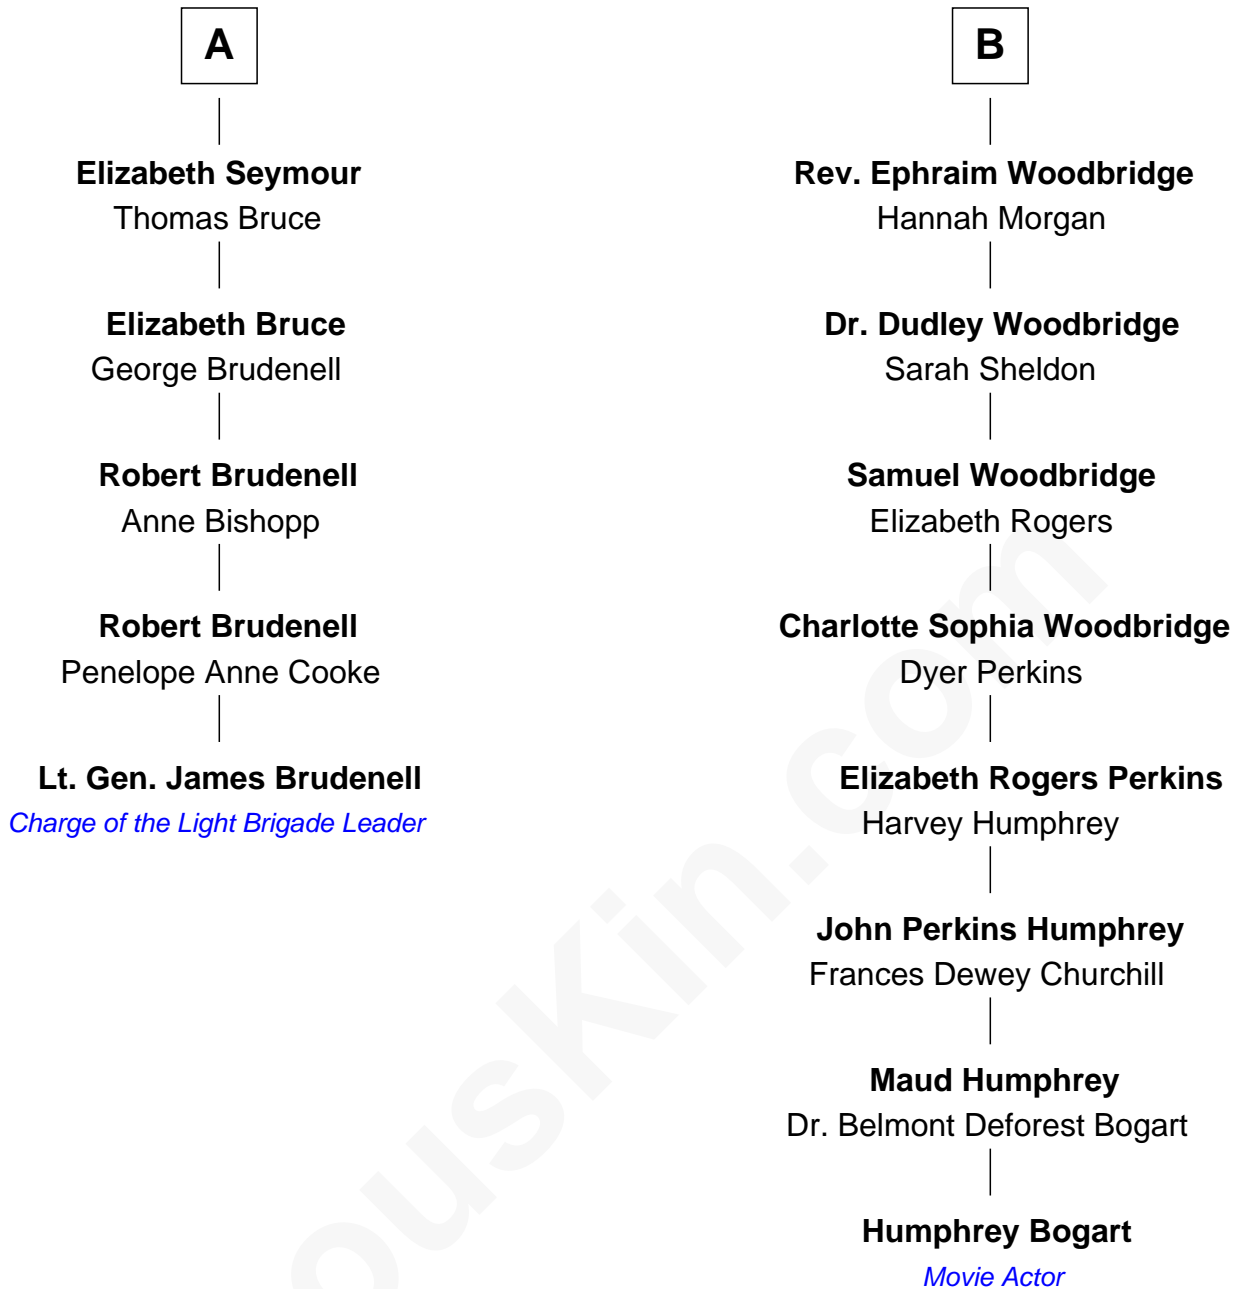 A
Elizabeth Seymour
Thomas Bruce
Elizabeth Bruce
George Brudenell
Robert Brudenell
Anne Bishopp
Robert Brudenell
Penelope Anne Cooke
Lt. Gen. James Brudenell
Charge of the Light Brigade Leader
B
Rev. Ephraim Woodbridge
Hannah Morgan
Dr. Dudley Woodbridge
Sarah Sheldon
Samuel Woodbridge
Elizabeth Rogers
Charlotte Sophia Woodbridge
Dyer Perkins
Elizabeth Rogers Perkins
Harvey Humphrey
John Perkins Humphrey
Frances Dewey Churchill
Maud Humphrey
Dr. Belmont Deforest Bogart
Humphrey Bogart
Movie Actor
ousKin.com